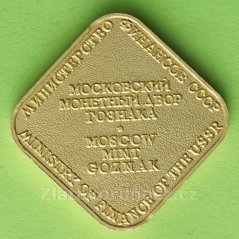 МИНИСТЕРСТВО ФИНАНСОВ СССР
МОСКОВСКИЙ
МОНЕТНЫЙ ДВОР
ГОЗНАКА
MOSCOW
MINT
GOZNAK
MINISTRY OF FINANCE OF THE USSR